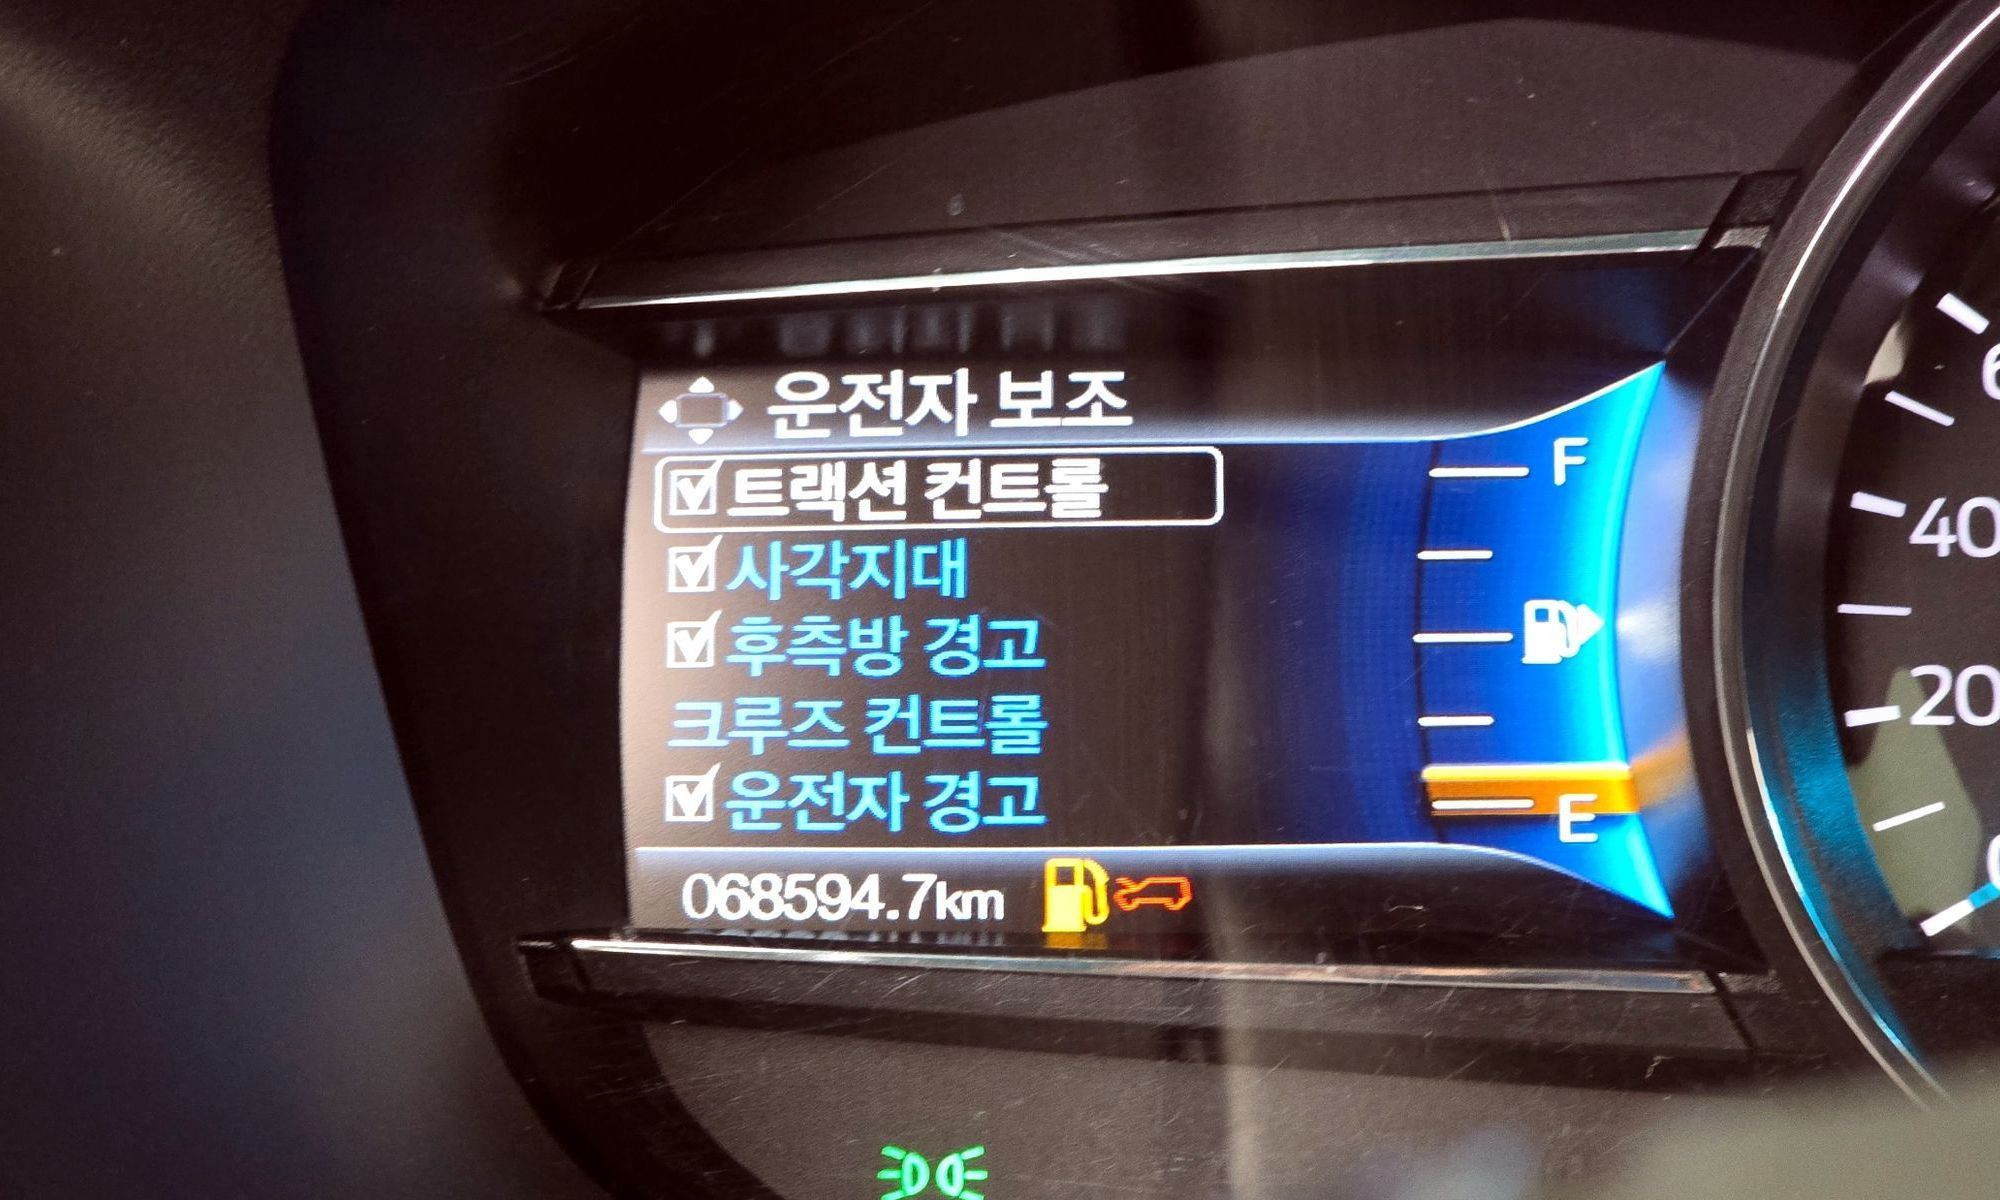 운전자 보조
트랙션 컨트롤
사각지대
후측방 경고
크루즈 컨트롤
운전자 경고
068594.7km
F
E
40
20